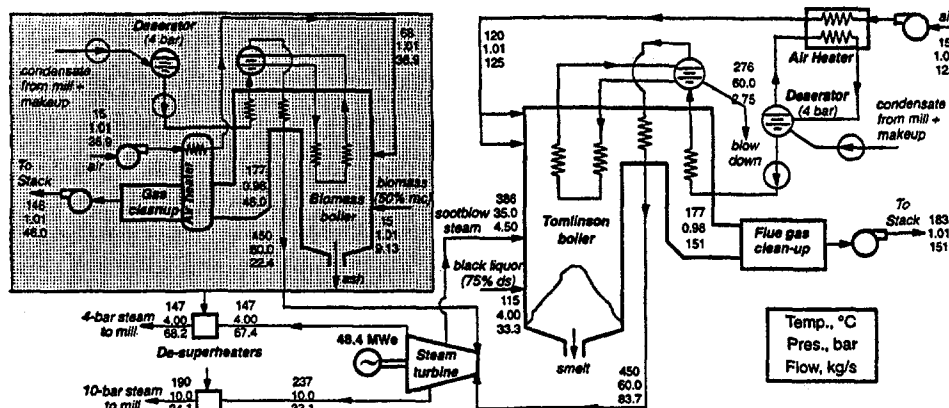 Deaerator
(4 bar)
condensate
from mill +
makeup
15
1.01
36.9
air
To
Stack
146
1.01
46.0
Gas
cleanup
Air heater
177
0.98
46.0
450
60.0
22.4
68
1.01
36.9
Biomass
boiler
biomass
(50% mc)
15
1.01
9.13
ash
147
4.00
68.2
4-bar steam
to mill
147
4.00
67.4
De-superheaters
190
10.0
10-bar steam
to mill
237
10.0
48.4 MWe
Steam
turbine
120
1.01
125
386
35.0
4.50
sootblow
steam
black liquor
(75% ds)
115
4.00
33.3
Tomlinson
boiler
smelt
450
60.0
83.7
276
60.0
2.75
blow
down
Air Heater
Deaerator
(4 bar)
condensate
from mill +
makeup
177
0.98
151
Flue gas
clean-up
To
Stack
183
1.01
151
Temp., °C
Pres., bar
Flow, kg/s